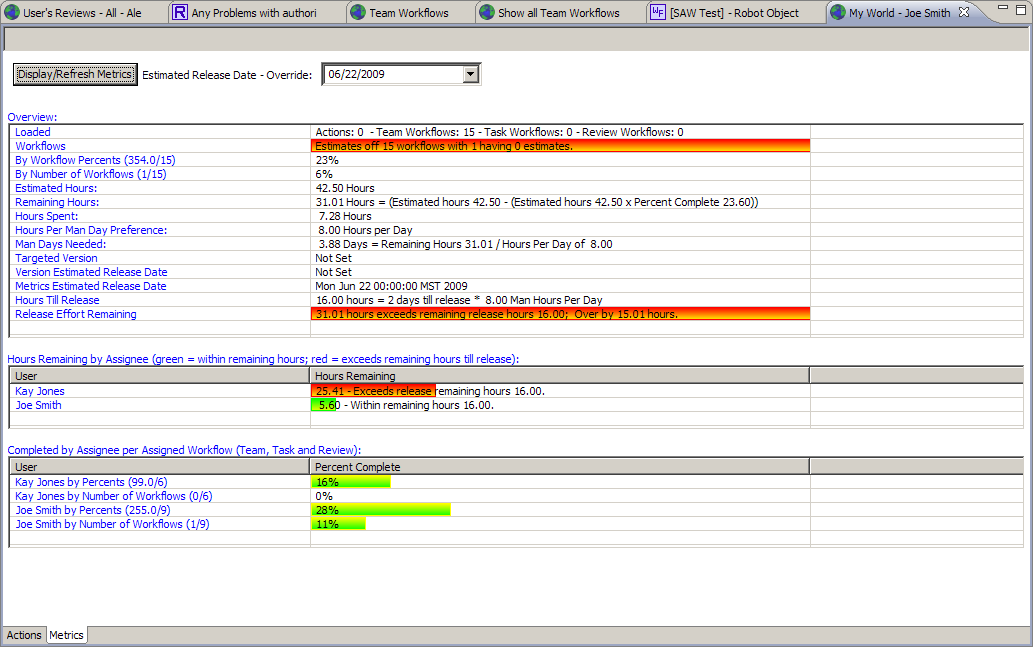 User's Reviews - All - Ale  Any Problems with authori  Team Workflows  Show all Team Workflows  WF [SAW Test] - Robot Object  My World - Joe Smith
Display/Refresh Metrics  Estimated Release Date - Override:  06/22/2009
Overview:
Loaded  Actions: 0 - Team Workflows: 15 - Task Workflows: 0 - Review Workflows: 0
Workflows  Estimates off 15 workflows with 1 having 0 estimates.
By Workflow Percents (354.0/15)  23%
By Number of Workflows (1/15)  6%
Estimated Hours:  42.50 Hours
Remaining Hours:  31.01 Hours = (Estimated hours 42.50 - (Estimated hours 42.50 x Percent Complete 23.60))
Hours Spent:  7.28 Hours
Hours Per Man Day Preference:  8.00 Hours per Day
Man Days Needed:  3.88 Days = Remaining Hours 31.01 / Hours Per Day of 8.00
Targeted Version  Not Set
Version Estimated Release Date  Not Set
Metrics Estimated Release Date  Mon Jun 22 00:00:00 MST 2009
Hours Till Release  16.00 hours = 2 days till release * 8.00 Man Hours Per Day
Release Effort Remaining  31.01 hours exceeds remaining release hours 16.00; Over by 15.01 hours.
Hours Remaining by Assignee (green = within remaining hours; red = exceeds remaining hours till release):
User  Hours Remaining
Kay Jones  25.41 - Exceeds release remaining hours 16.00.
Joe Smith  5.60 - Within remaining hours 16.00.
Completed by Assignee per Assigned Workflow (Team, Task and Review):
User  Percent Complete
Kay Jones by Percents (99.0/6)  16%
Kay Jones by Number of Workflows (0/6)  0%
Joe Smith by Percents (255.0/9)  28%
Joe Smith by Number of Workflows (1/9)  11%
Actions  Metrics